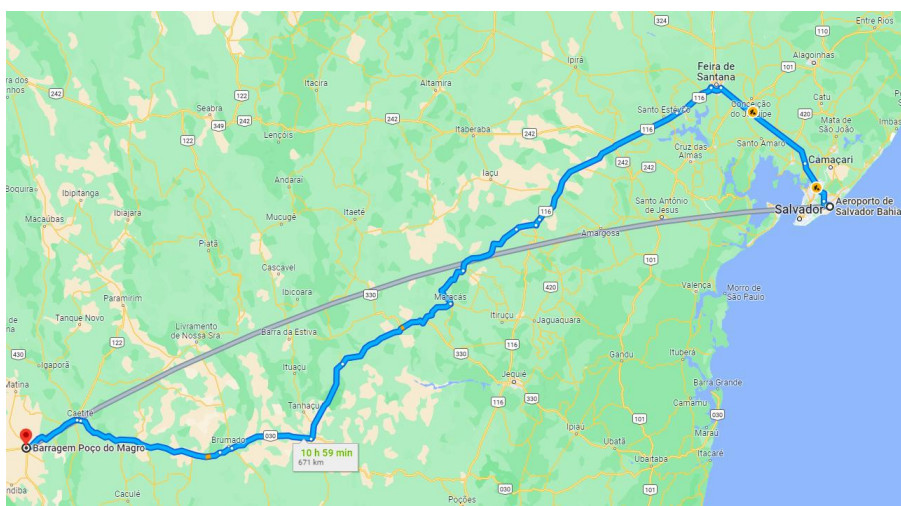 324
Entre Rios
110
Ipirá
Alagoinhas
101
Feira de
Santana
242
Itacira
Altamira
122
116
Catu
Seabra
Santo Estêvão
420
349
242
Mata de
São João
122
Lençóis
242
116
Itaberaba
242
Cruz das
Almas
Santo Amaro
Camaçari
Iaçu
242
Andaraí
Boquira
Ibipitanga
Macaúbas
Ibiajara
Mucugê
Itaetê
116
Santo Antônio
de Jesus
Salvador
Aeroporto de
Salvador Bahia
Piatã
Amargosa
101
Cascavel
Ibicoara
330
420
Valença
Morro de
São Paulo
Paramirim
Maracás
Tanque Novo
Livramento
de Nossa Sra
Barra da Estiva
Itiruçu
Jaguaquara
122
430
330
116
Gandu
Ituberá
Igaporã
Ituaçu
Jequié
Barra Grande
Matina
330
Camamu
116
101
030
Caetité
Tanhaçu
Ipiaú
Maraú
Brumado
030
Ubatã
Itacaré
Barragem Poço do Magro
10 h 59 min
671 km
Ubaitaba
030
101
Caculé
Poções